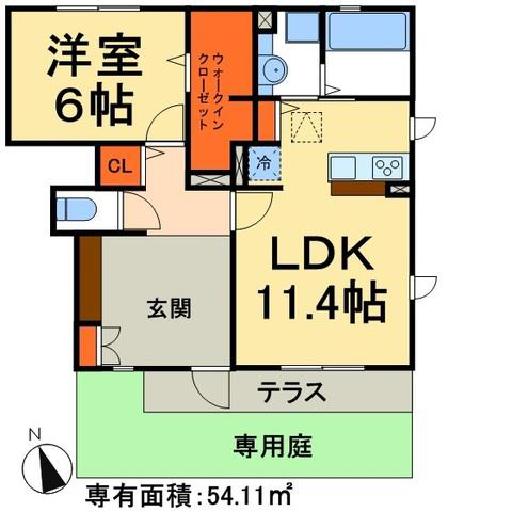 洋室
6帖
ウォークイン
クローゼット
CL
冷
LDK
11.4帖
玄関
テラス
専用庭
N
専有面積:54.11㎡